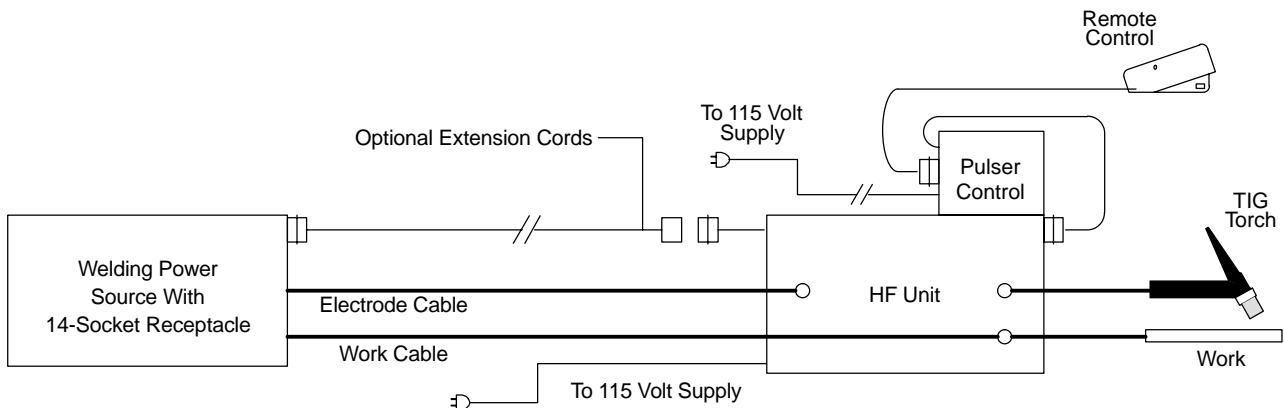 Remote
Control
To 115 Volt
Supply
Optional Extension Cords
Pulser
Control
TIG
Torch
Welding Power
Source With
14-Socket Receptacle
Electrode Cable
HF Unit
Work Cable
Work
To 115 Volt Supply